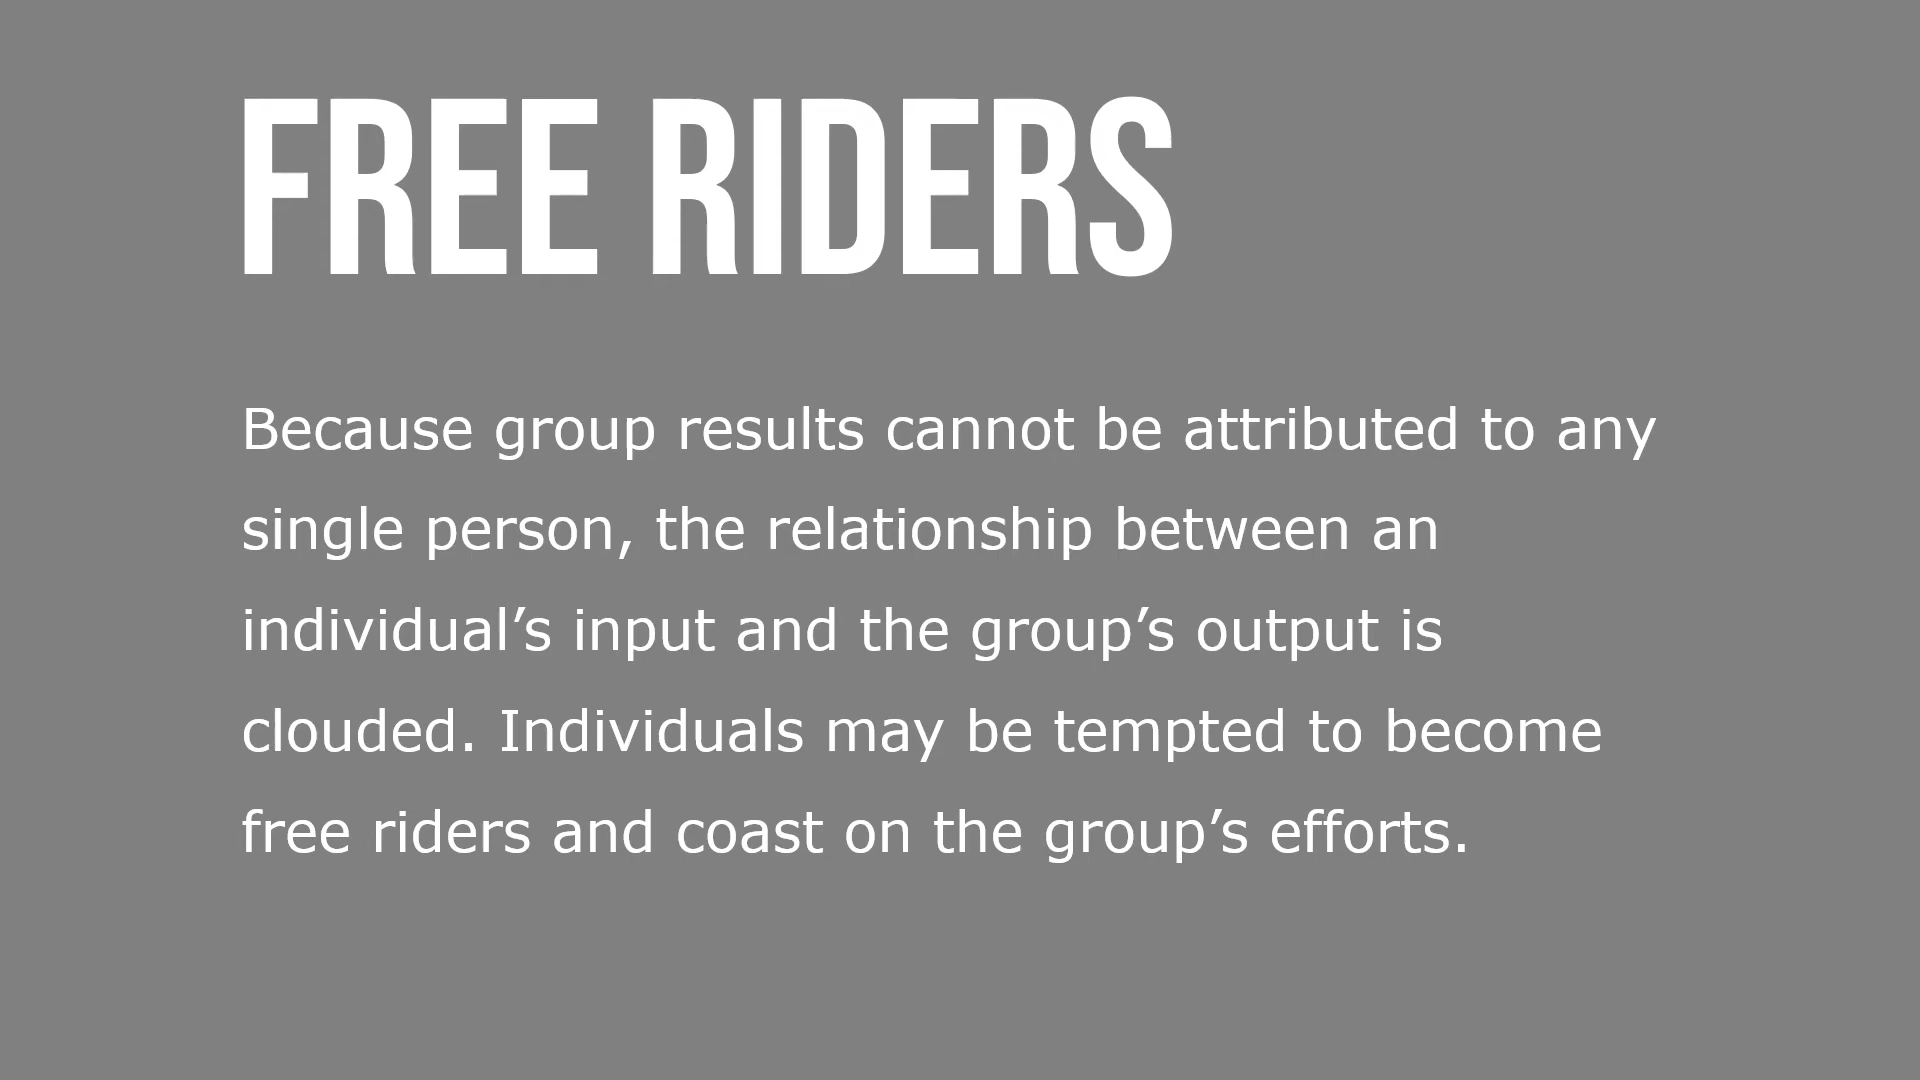 FREE RIDERS
Because group results cannot be attributed to any
single person, the relationship between an
individual’s input and the group’s output is
clouded. Individuals may be tempted to become
free riders and coast on the group’s efforts.